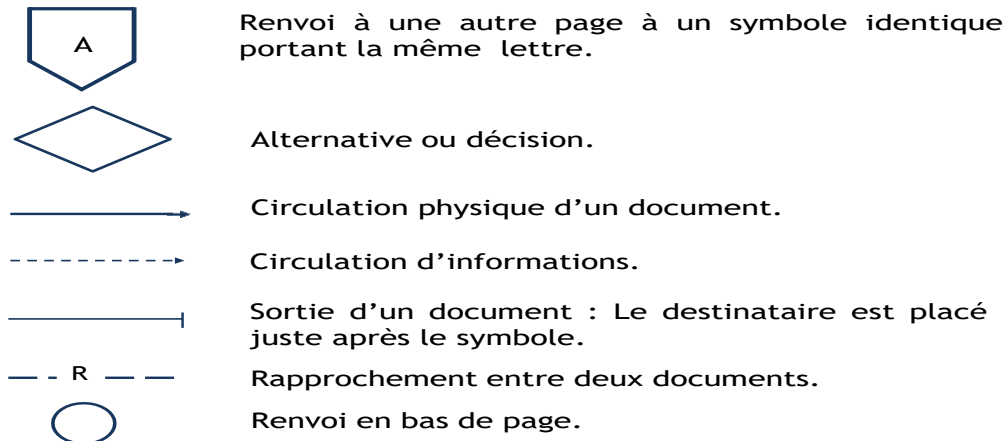 A
Renvoi à une autre page à un symbole identique
portant la même lettre.
Alternative ou décision.
Circulation physique d’un document.
Circulation d’informations.
Sortie d’un document : Le destinataire est placé
juste après le symbole.
R
Rapprochement entre deux documents.
Renvoi en bas de page.